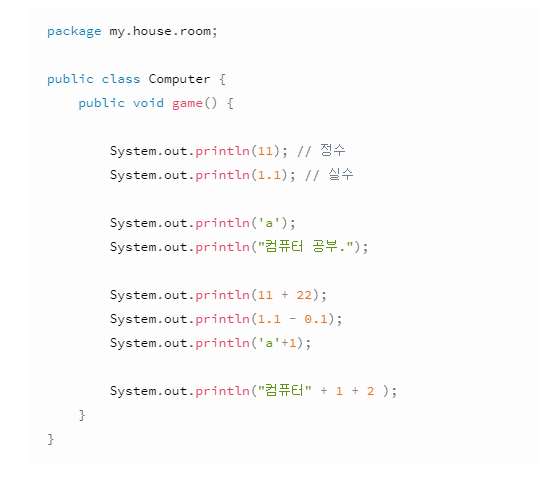 package my.house.room;
public class Computer {
public void game() {
System.out.println(11); // 정수
System.out.println(1.1); // 실수
System.out.println('a');
System.out.println("컴퓨터 공부.");
System.out.println(11 + 22);
System.out.println(1.1 - 0.1);
System.out.println('a'+1);
System.out.println("컴퓨터" + 1 + 2 );
}
}